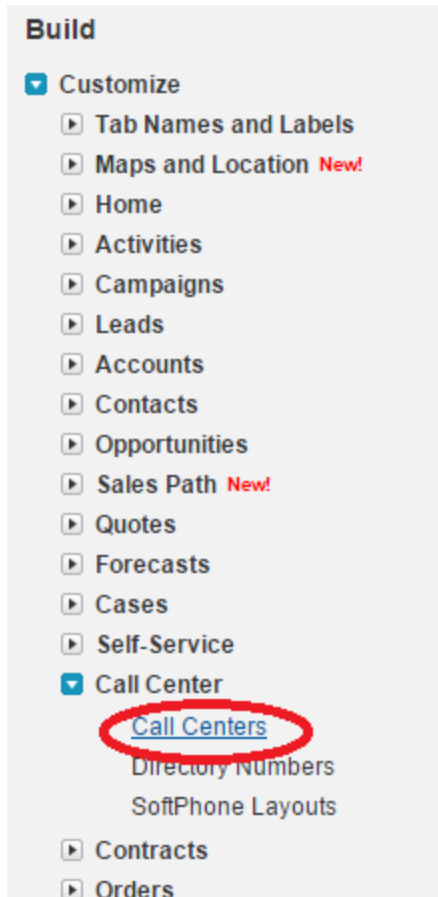 Build
Customize
Tab Names and Labels
Maps and Location New!
Home
Activities
Campaigns
Leads
Accounts
Contacts
Opportunities
Sales Path New!
Quotes
Forecasts
Cases
Self-Service
Call Center
Call Centers
Directory Numbers
SoftPhone Layouts
Contracts
Orders